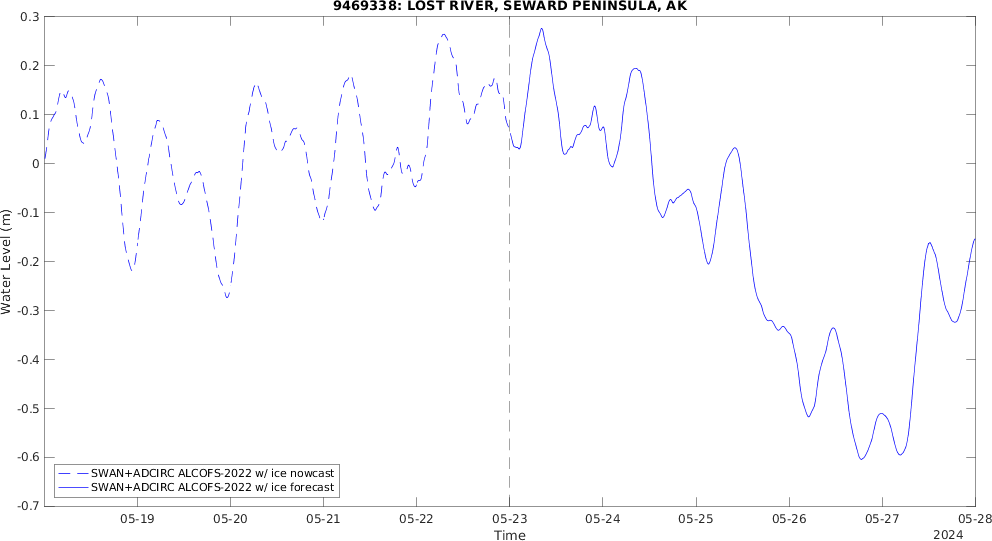 9469338: LOST RIVER, SEWARD PENINSULA, AK
Water Level (m)
0.3
0.2
0.1
0
-0.1
-0.2
-0.3
-0.4
-0.5
-0.6
-0.7
SWAN+ADCIRC ALCOFS-2022 w/ ice nowcast
SWAN+ADCIRC ALCOFS-2022 w/ ice forecast
05-19 05-20 05-21 05-22 05-23 05-24 05-25 05-26 05-27 05-28
Time
2024